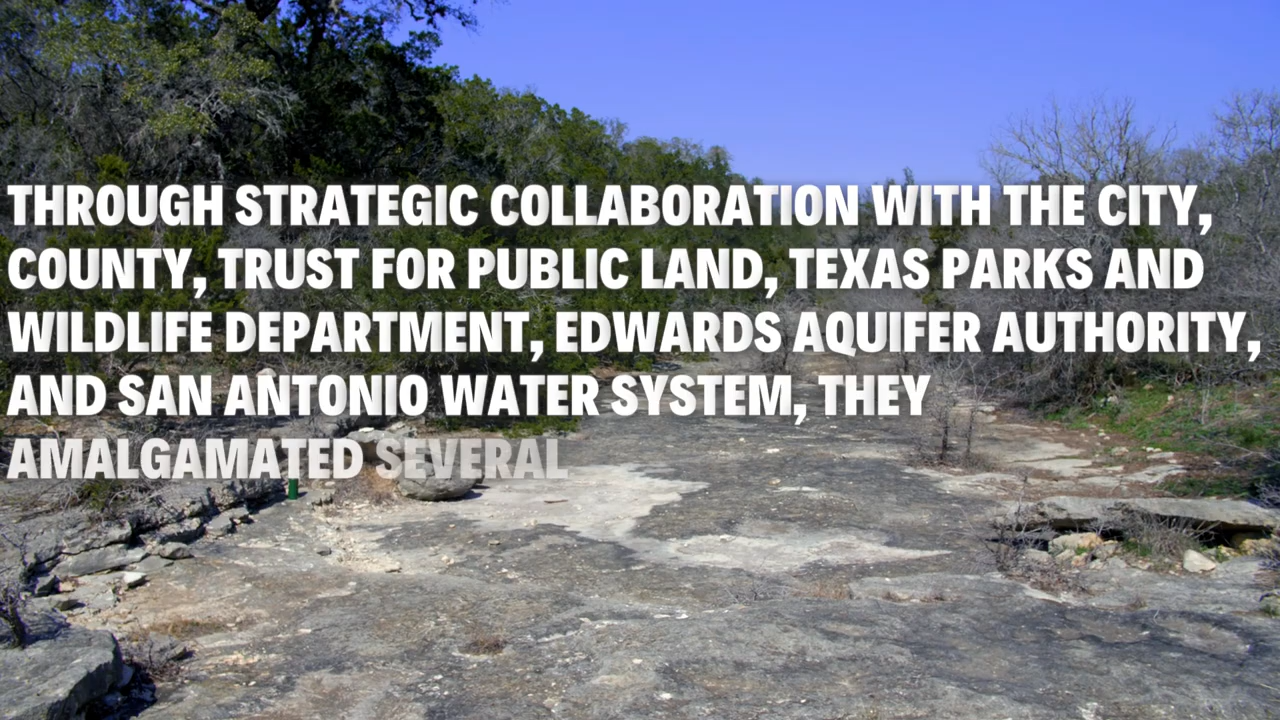 THROUGH STRATEGIC COLLABORATION WITH THE CITY,
COUNTY, TRUST FOR PUBLIC LAND, TEXAS PARKS AND
WILDLIFE DEPARTMENT, EDWARDS AQUIFER AUTHORITY,
AND SAN ANTONIO WATER SYSTEM, THEY
AMALGAMATED SEVERAL